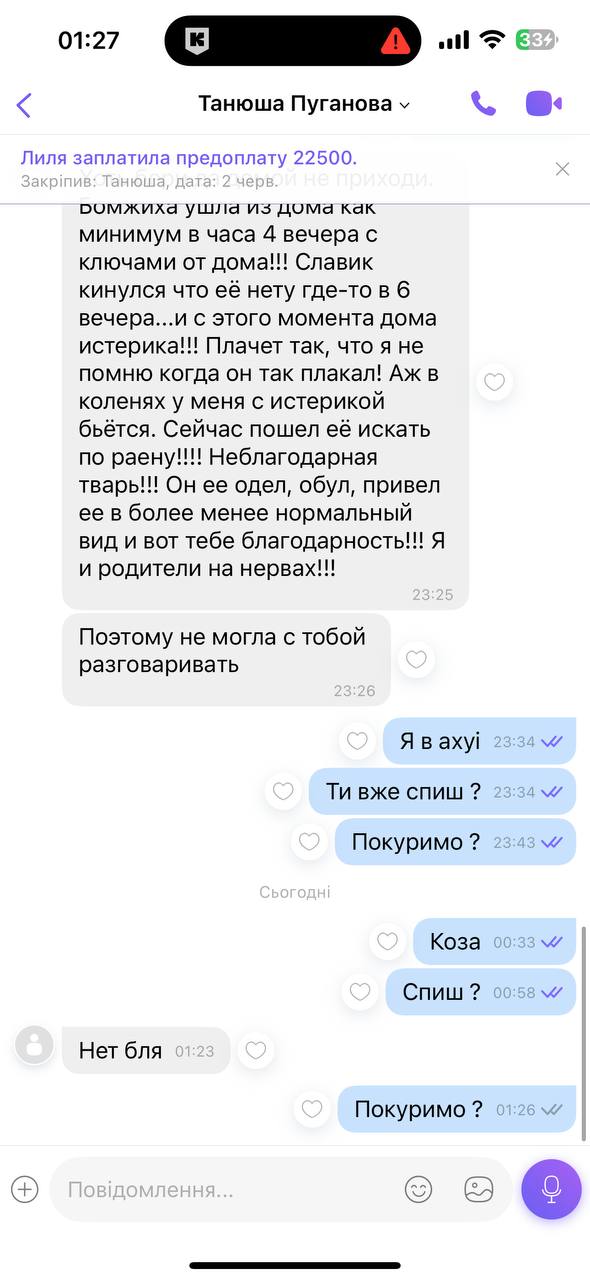 01:27
33
Танюша Пуганова
Лиля заплатила предоплату 22500.
Закріпив: Танюша, дата: 2 черв.
не приходи.
Бомжиха ушла из дома как
минимум в часа 4 вечера с
ключами от дома!!! Славик
кинулся что её нету где-то в 6
вечера...и с этого момента дома
истерика!!! Плачет так, что я не
помню когда он так плакал! Аж в
коленях у меня с истерикой
бьётся. Сейчас пошел её искать
по раену!!!! Неблагодарная
тварь!!! Он ее одел, обул, привел
ее в более менее нормальный
вид и вот тебе благодарность!!! Я
и родители на нервах!!!
23:25
Поэтому не могла с тобой
разговаривать
23:26
Я в ахуі 23:34
Ти вже спиш ? 23:34
Покуримо ? 23:43
Сьогодні
Коза 00:33
Спиш ? 00:58
Нет бля 01:23
Покуримо ? 01:26
Повідомлення...